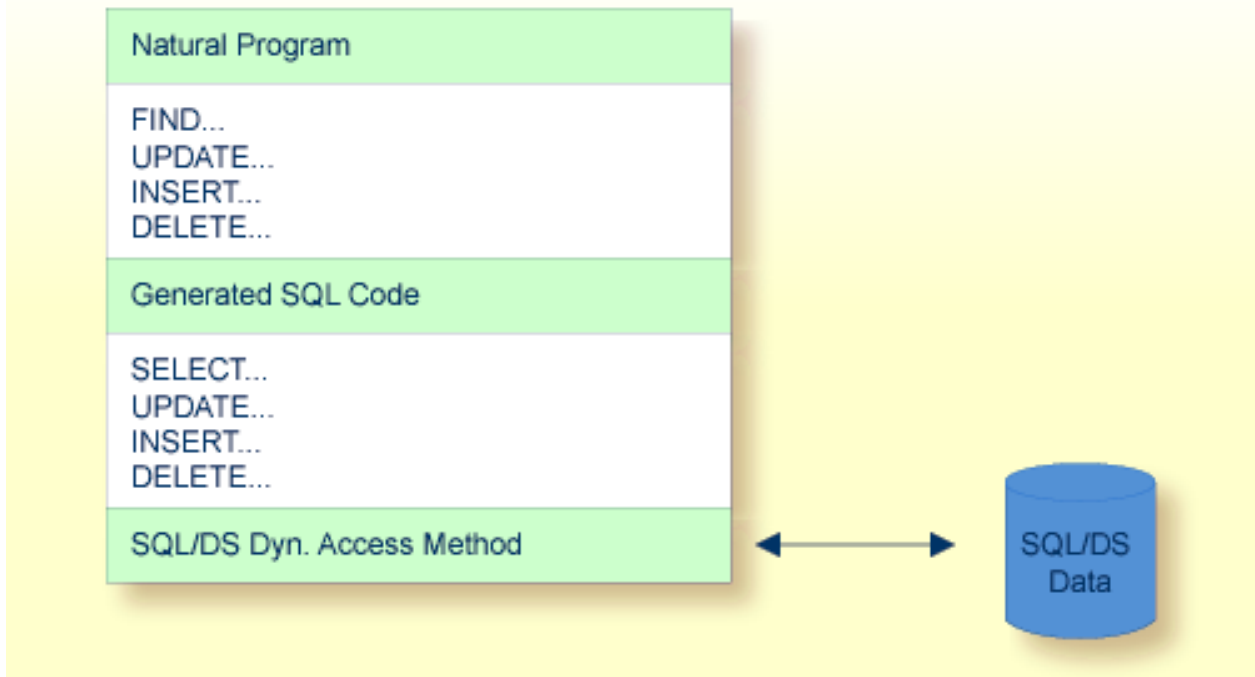 Natural Program
FIND...
UPDATE...
INSERT...
DELETE...
Generated SQL Code
SELECT...
UPDATE...
INSERT...
DELETE...
SQL/DS Dyn. Access Method
SQL/DS
Data